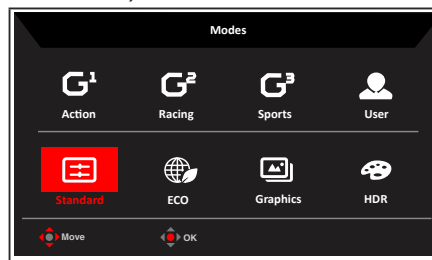 Modes
G¹ G² G³
Action Racing Sports User
Standard ECO Graphics HDR
Move OK